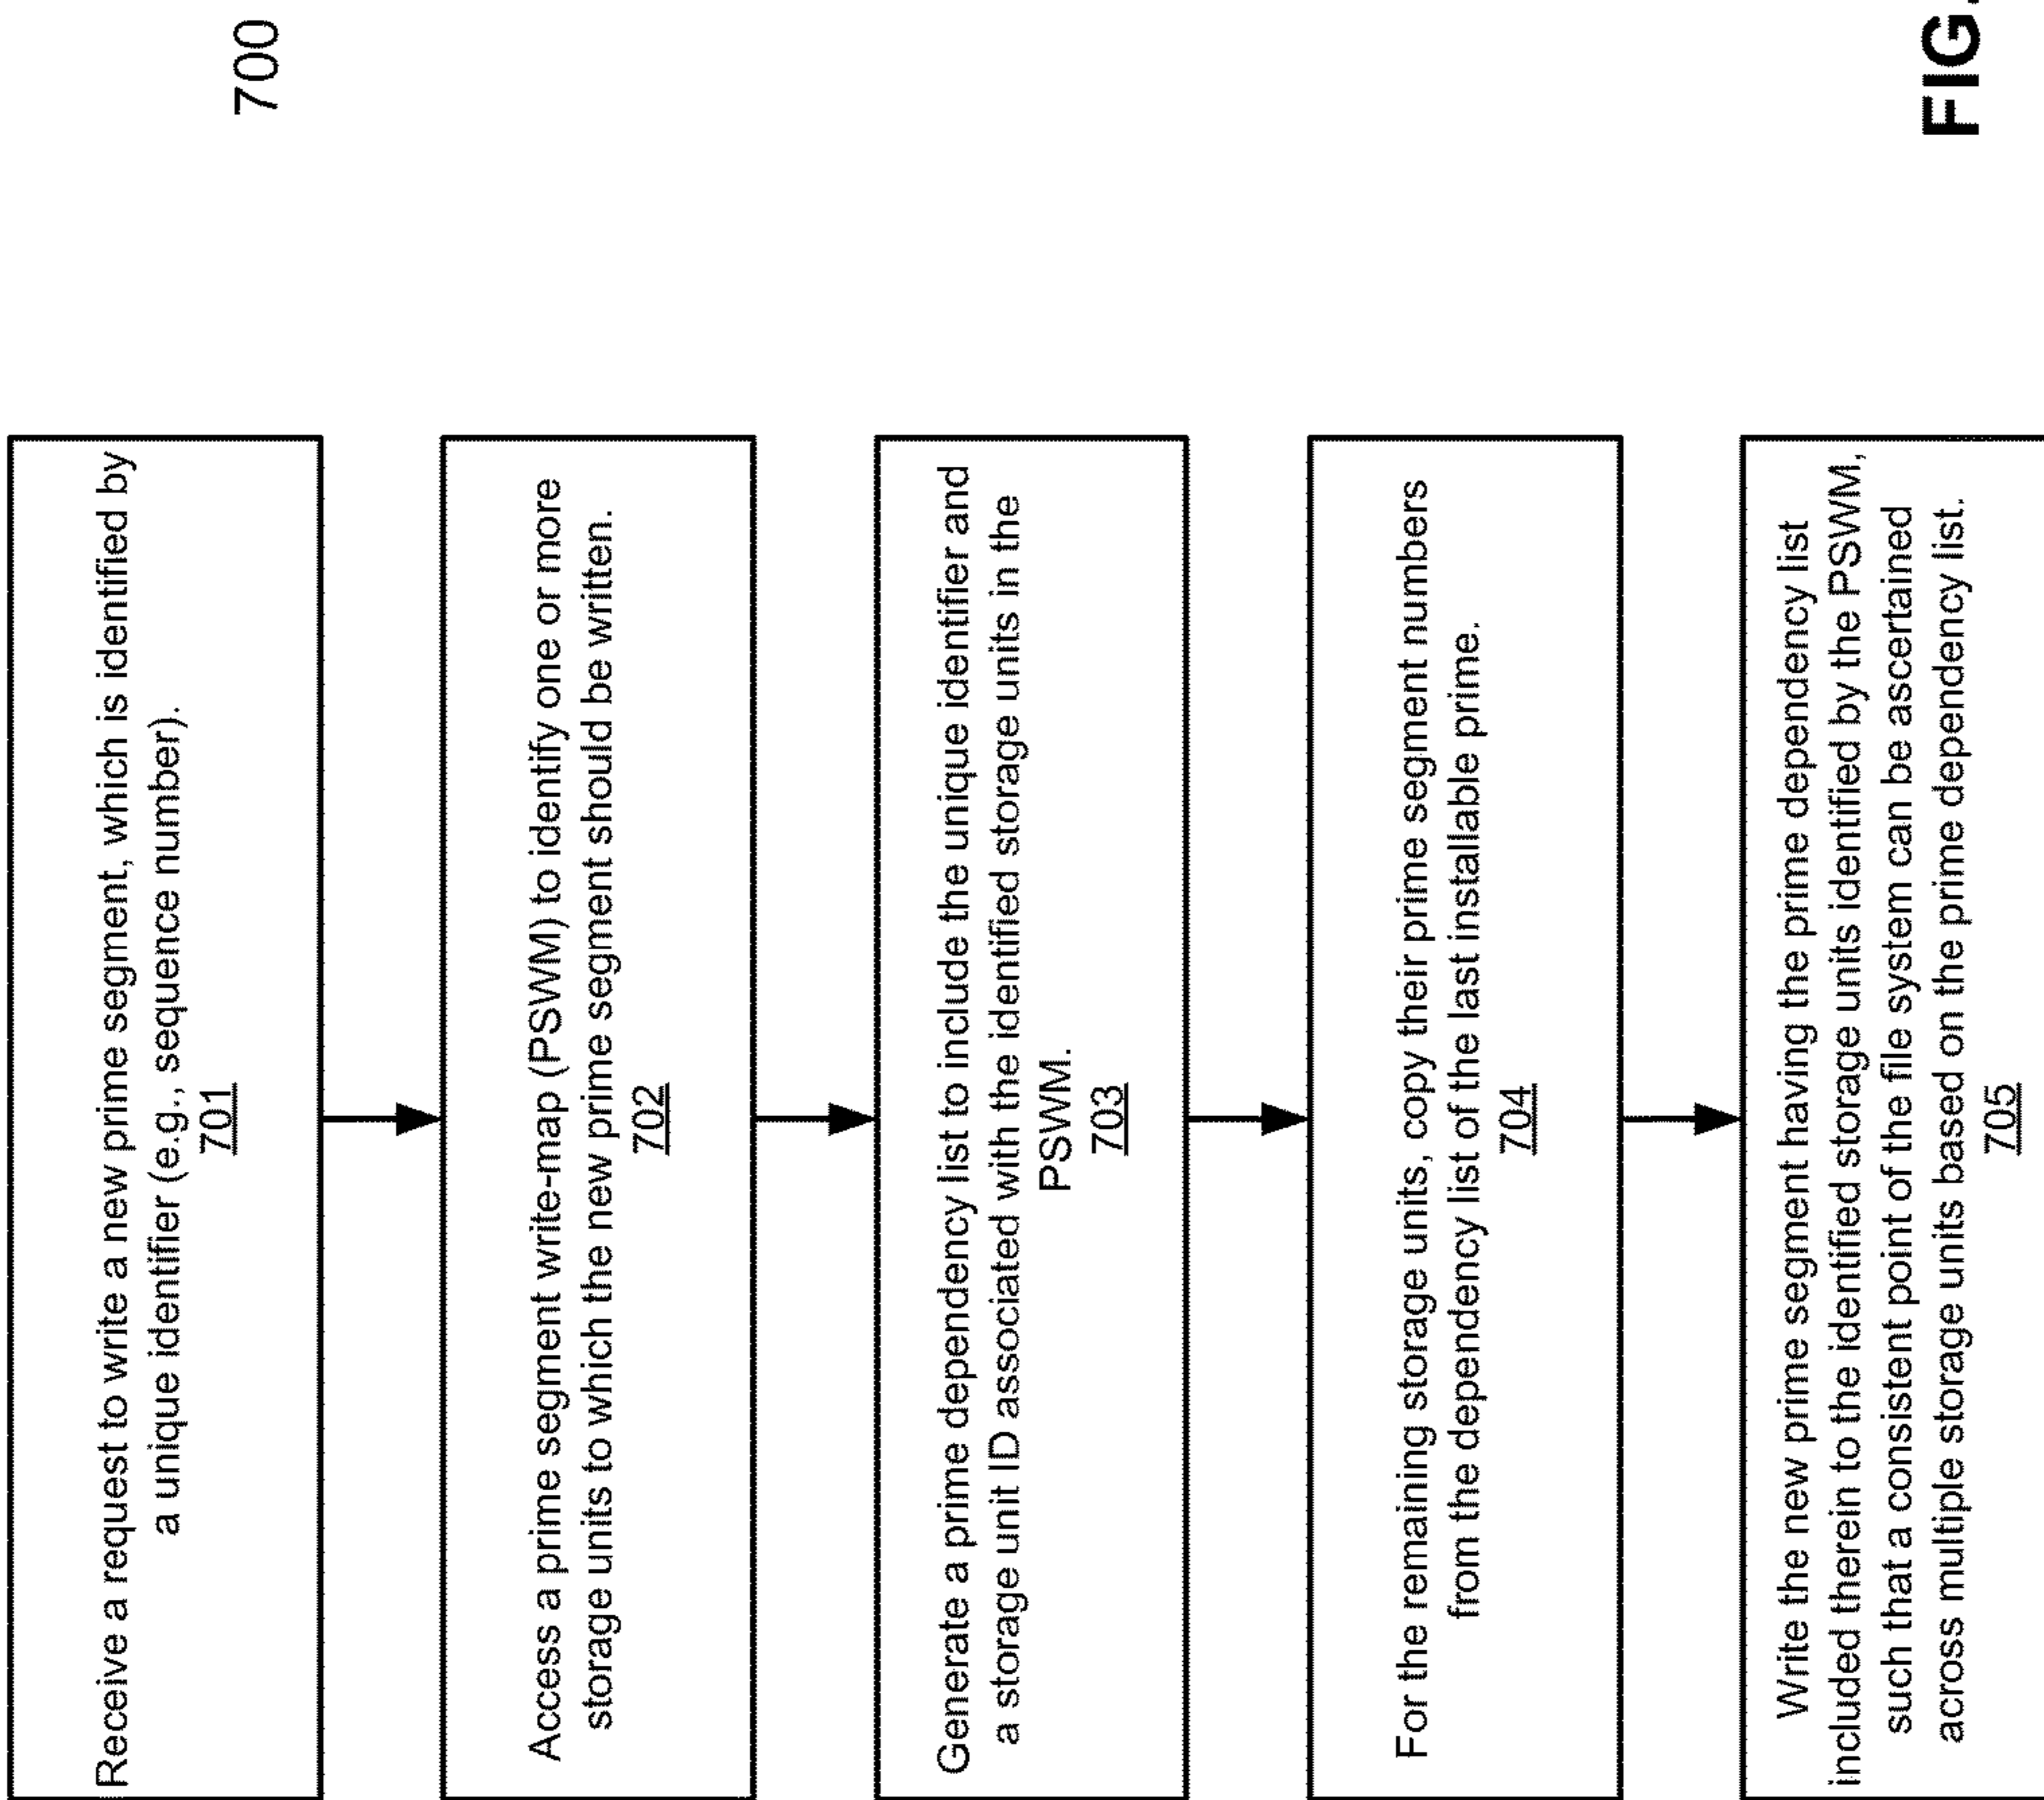 700
Receive a request to write a new prime segment, which is identified by
a unique identifier (e.g., sequence number).
701
Access a prime segment write-map (PSWM) to identify one or more
storage units to which the new prime segment should be written.
702
Generate a prime dependency list to include the unique identifier and
a storage unit ID associated with the identified storage units in the
PSWM.
703
For the remaining storage units, copy their prime segment numbers
from the dependency list of the last installable prime.
704
Write the new prime segment having the prime dependency list
included therein to the identified storage units identified by the PSWM,
such that a consistent point of the file system can be ascertained
across multiple storage units based on the prime dependency list.
705
FIG.